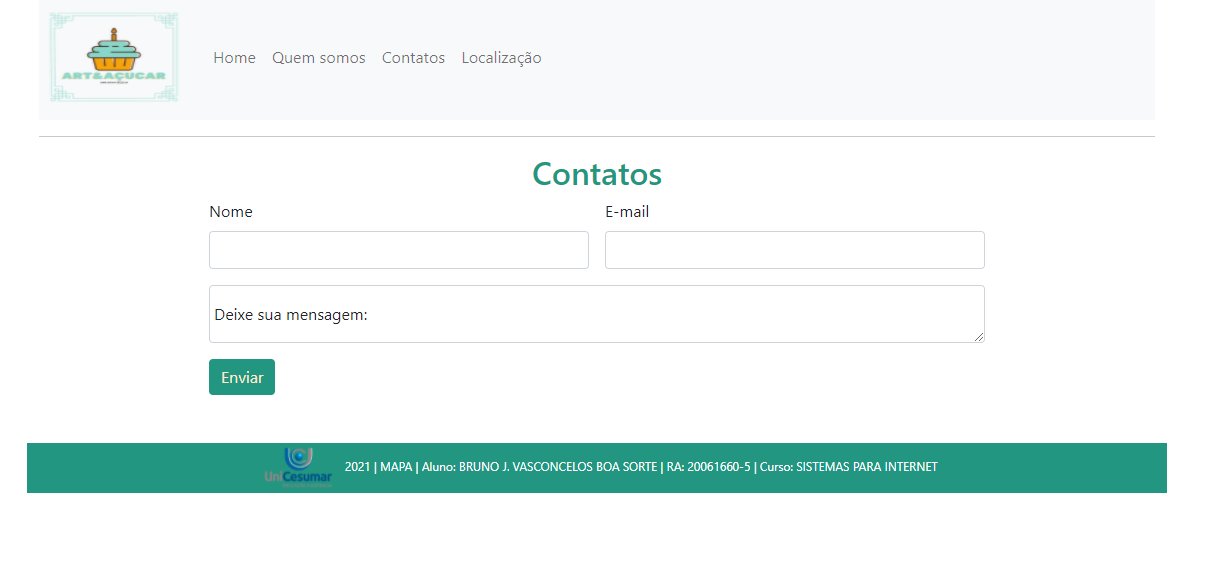 ART&AÇUCAR
Home Quem somos Contatos Localização
Contatos
Nome E-mail
Deixe sua mensagem:
Enviar
UniCesumar
2021 | MAPA | Aluno: BRUNO J. VASCONCELOS BOA SORTE | RA: 20061660-5 | Curso: SISTEMAS PARA INTERNET